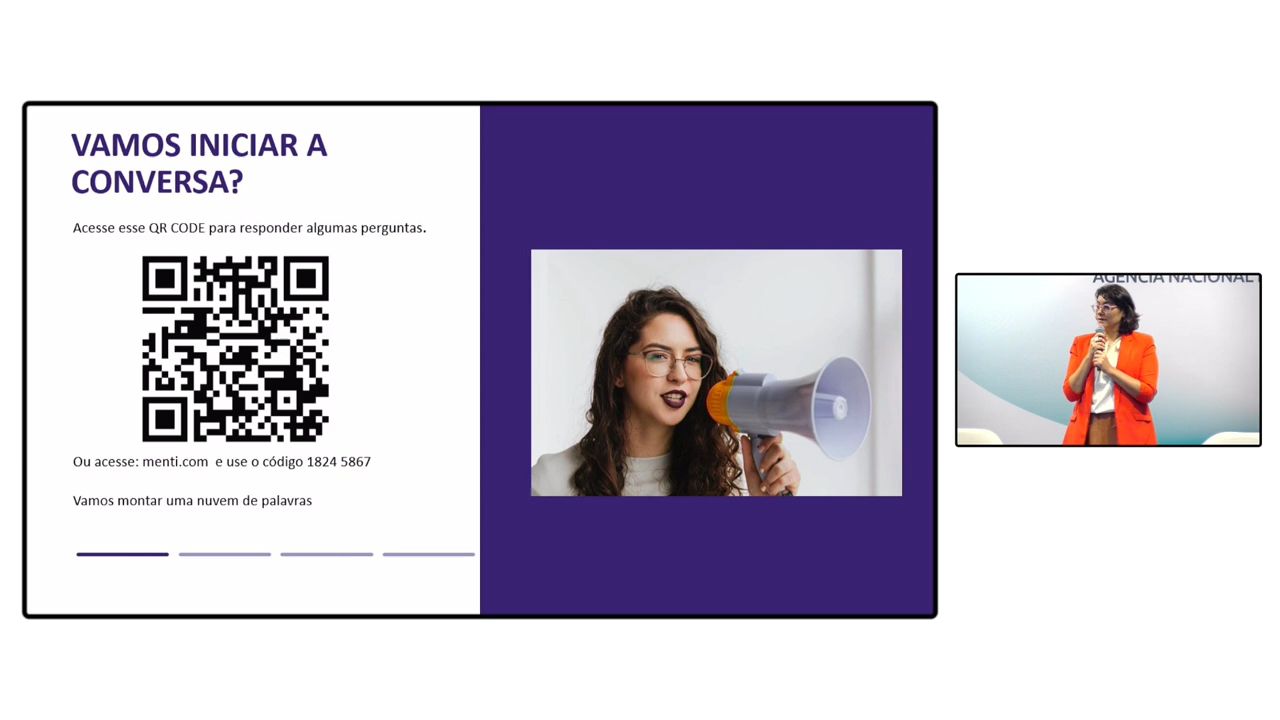 VAMOS INICIAR A
CONVERSA?
Acesse esse QR CODE para responder algumas perguntas.
Ou acesse: menti.com e use o código 1824 5867
Vamos montar uma nuvem de palavras
AGÊNCIA NACIONAL